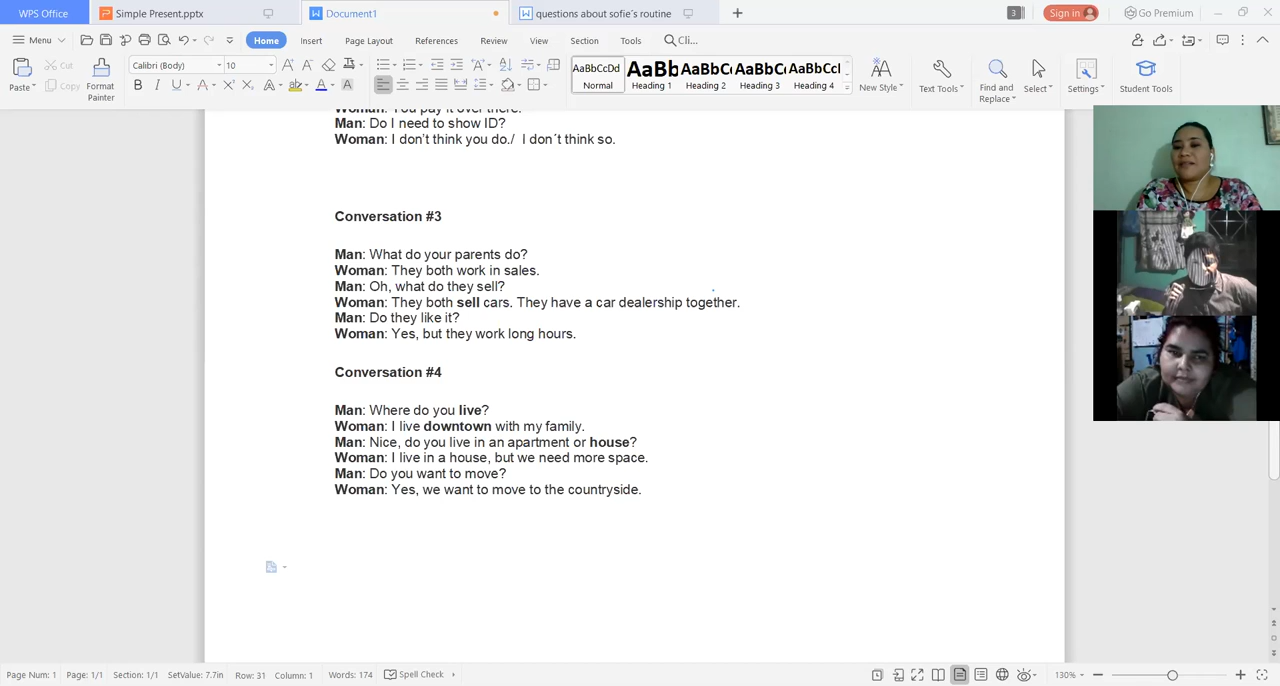 WPS Office Simple Present.pptx Document1 questions about sofie´s routine 3 Sign in Go Premium
Menu Home Insert Page Layout References Review View Section Tools Cli...
Paste Cut Copy Format Painter Calibri (Body) 10 AaBbCcDd Normal AaBb Heading 1 AaBbC Heading 2 AaBbC Heading 3 AaBbCcl Heading 4 New Style Text Tools Find and Replace Select Settings Student Tools
Woman: You pay it over there.
Man: Do I need to show ID?
Woman: I don’t think you do./ I don´t think so.
Conversation #3
Man: What do your parents do?
Woman: They both work in sales.
Man: Oh, what do they sell?
Woman: They both sell cars. They have a car dealership together.
Man: Do they like it?
Woman: Yes, but they work long hours.
Conversation #4
Man: Where do you live?
Woman: I live downtown with my family.
Man: Nice, do you live in an apartment or house?
Woman: I live in a house, but we need more space.
Man: Do you want to move?
Woman: Yes, we want to move to the countryside.
Page Num: 1 Page: 1/1 Section: 1/1 SetValue: 7.7in Row: 31 Column: 1 Words: 174 Spell Check 130%